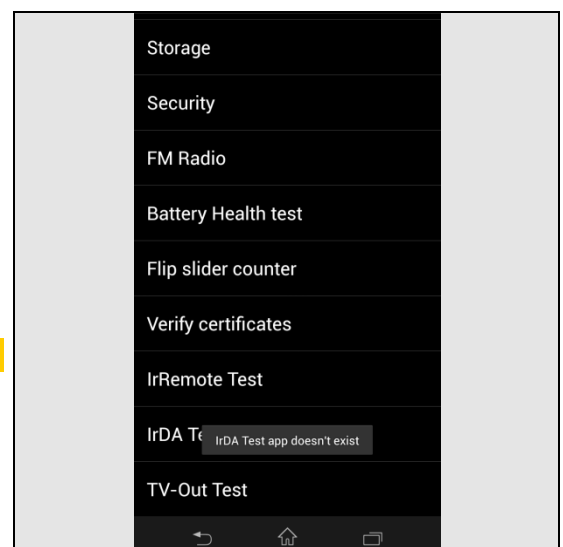 Storage
Security
FM Radio
Battery Health test
Flip slider counter
Verify certificates
IrRemote Test
IrDA Te
IrDA Test app doesn't exist
TV-Out Test